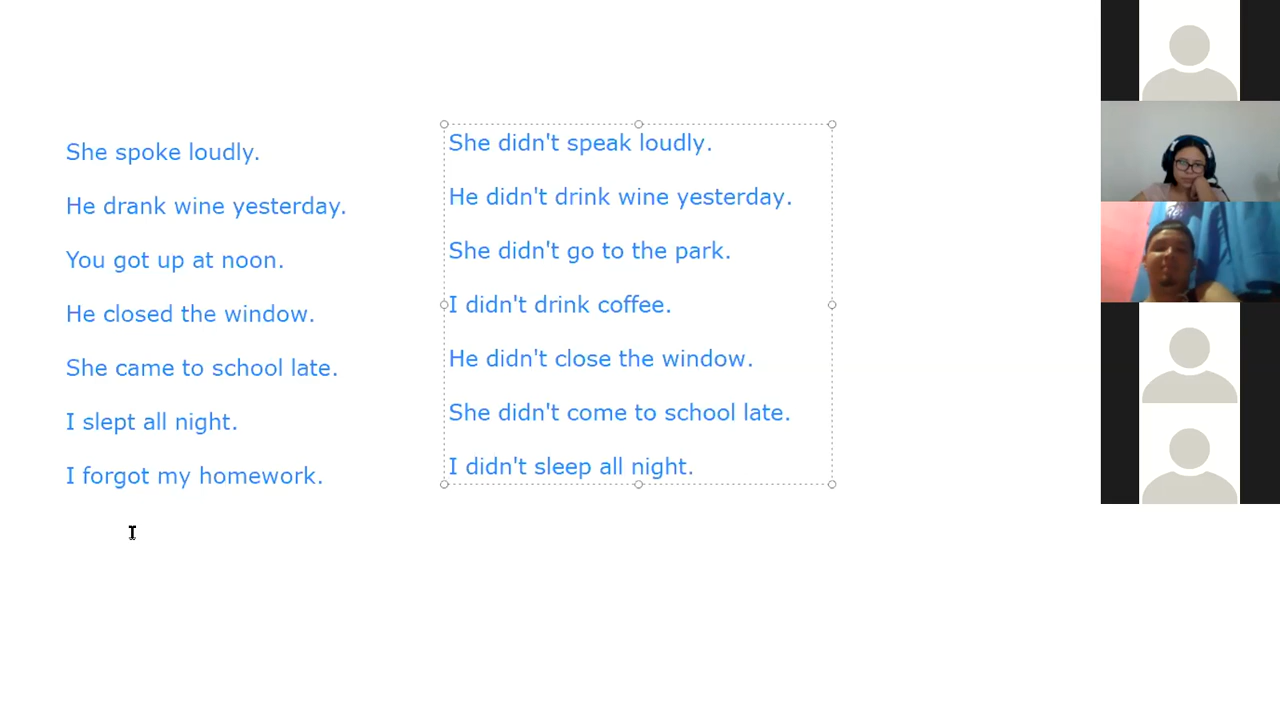 She spoke loudly.
He drank wine yesterday.
You got up at noon.
He closed the window.
She came to school late.
I slept all night.
I forgot my homework.
She didn't speak loudly.
He didn't drink wine yesterday.
She didn't go to the park.
I didn't drink coffee.
He didn't close the window.
She didn't come to school late.
I didn't sleep all night.